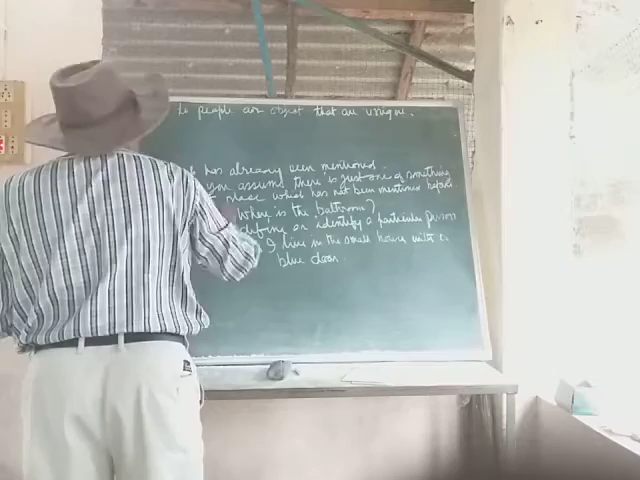 to people or object that are unique.
has already been mentioned.
you assume there is just one of something
place which has not been mentioned before
Where is the bathroom?
define or identify a particular person
I live in the small house with a
blue door.